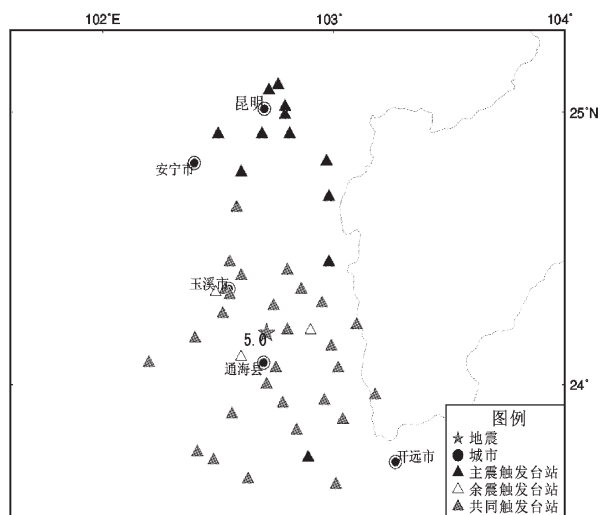 102°E 103° 104°
昆明
25°N
安宁市
玉溪市
5.0
通海县
24°
图例
地震
开远市
城市
主震触发台站
余震触发台站
共同触发台站